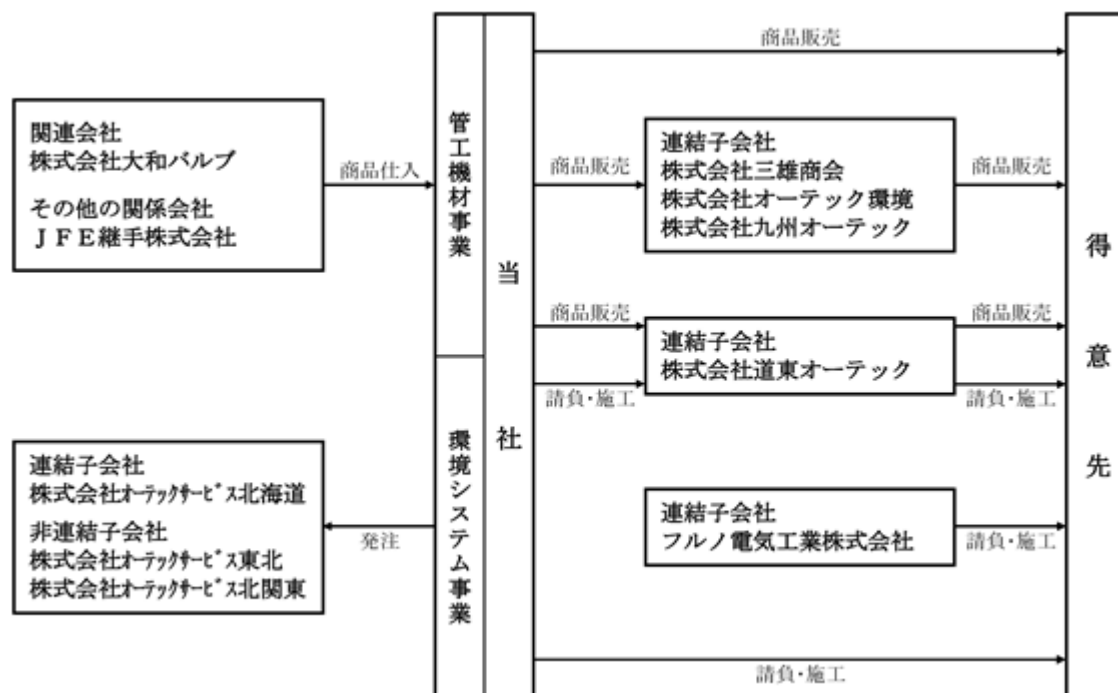 商品販売
関連会社
株式会社大和バルブ
その他の関係会社
ＪＦE継手株式会社
商品仕入
管工機材事業
当社
商品販売
連結子会社
株式会社三雄商会
株式会社オーテック環境
株式会社九州オーテック
商品販売
得意先
商品販売
請負・施工
連結子会社
株式会社道東オーテック
商品販売
請負・施工
連結子会社
株式会社ｵｰﾃｯｸｻｰﾋﾞｽ北海道
非連結子会社
株式会社ｵｰﾃｯｸｻｰﾋﾞｽ東北
株式会社ｵｰﾃｯｸｻｰﾋﾞｽ北関東
発注
環境システム事業
連結子会社
フルノ電気工業株式会社
請負・施工
請負・施工